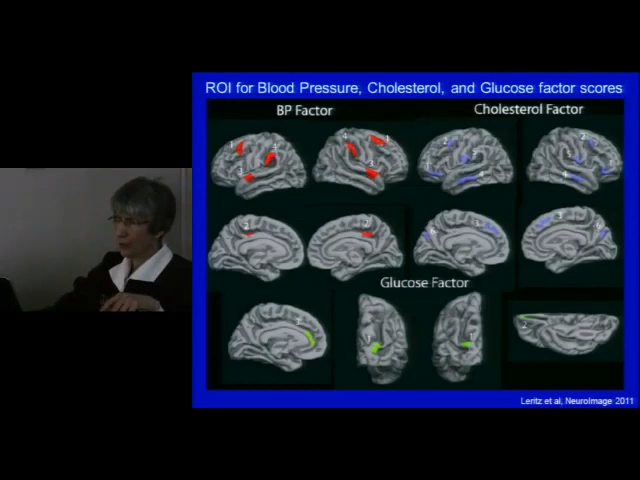 ROI for Blood Pressure, Cholesterol, and Glucose factor scores
BP Factor
Cholesterol Factor
Glucose Factor
Leritz et al, NeuroImage 2011